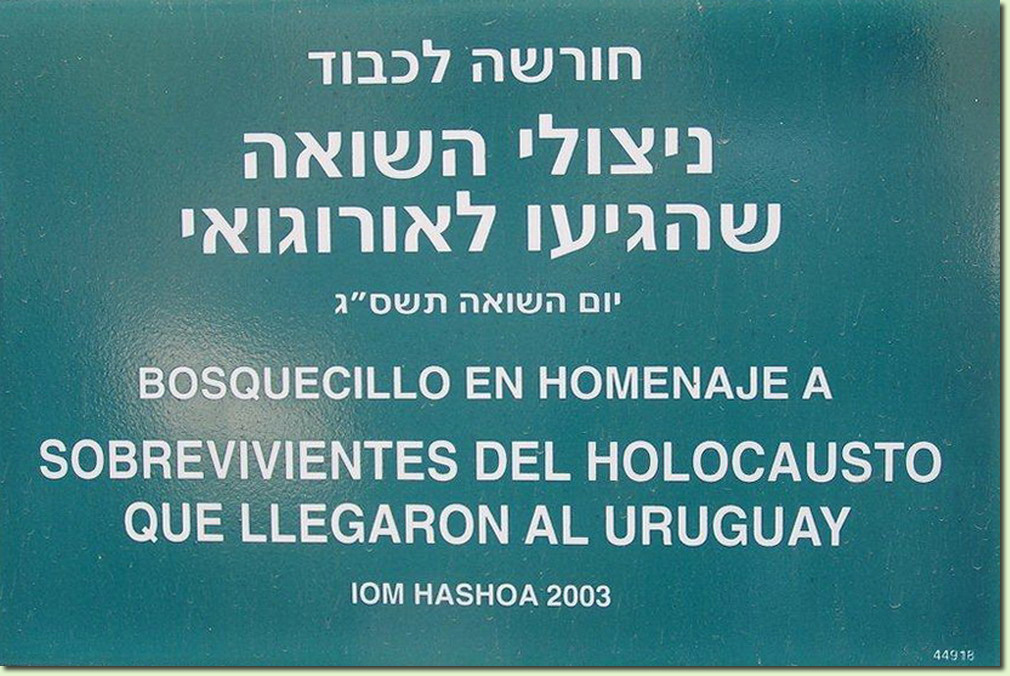 חורשה לכבוד
ניצולי השואה
שהגיעו לאורוגואי
יום השואה תשס״ג
BOSQUECILLO EN HOMENAJE A
SOBREVIVIENTES DEL HOLOCAUSTO
QUE LLEGARON AL URUGUAY
IOM HASHOA 2003
44918